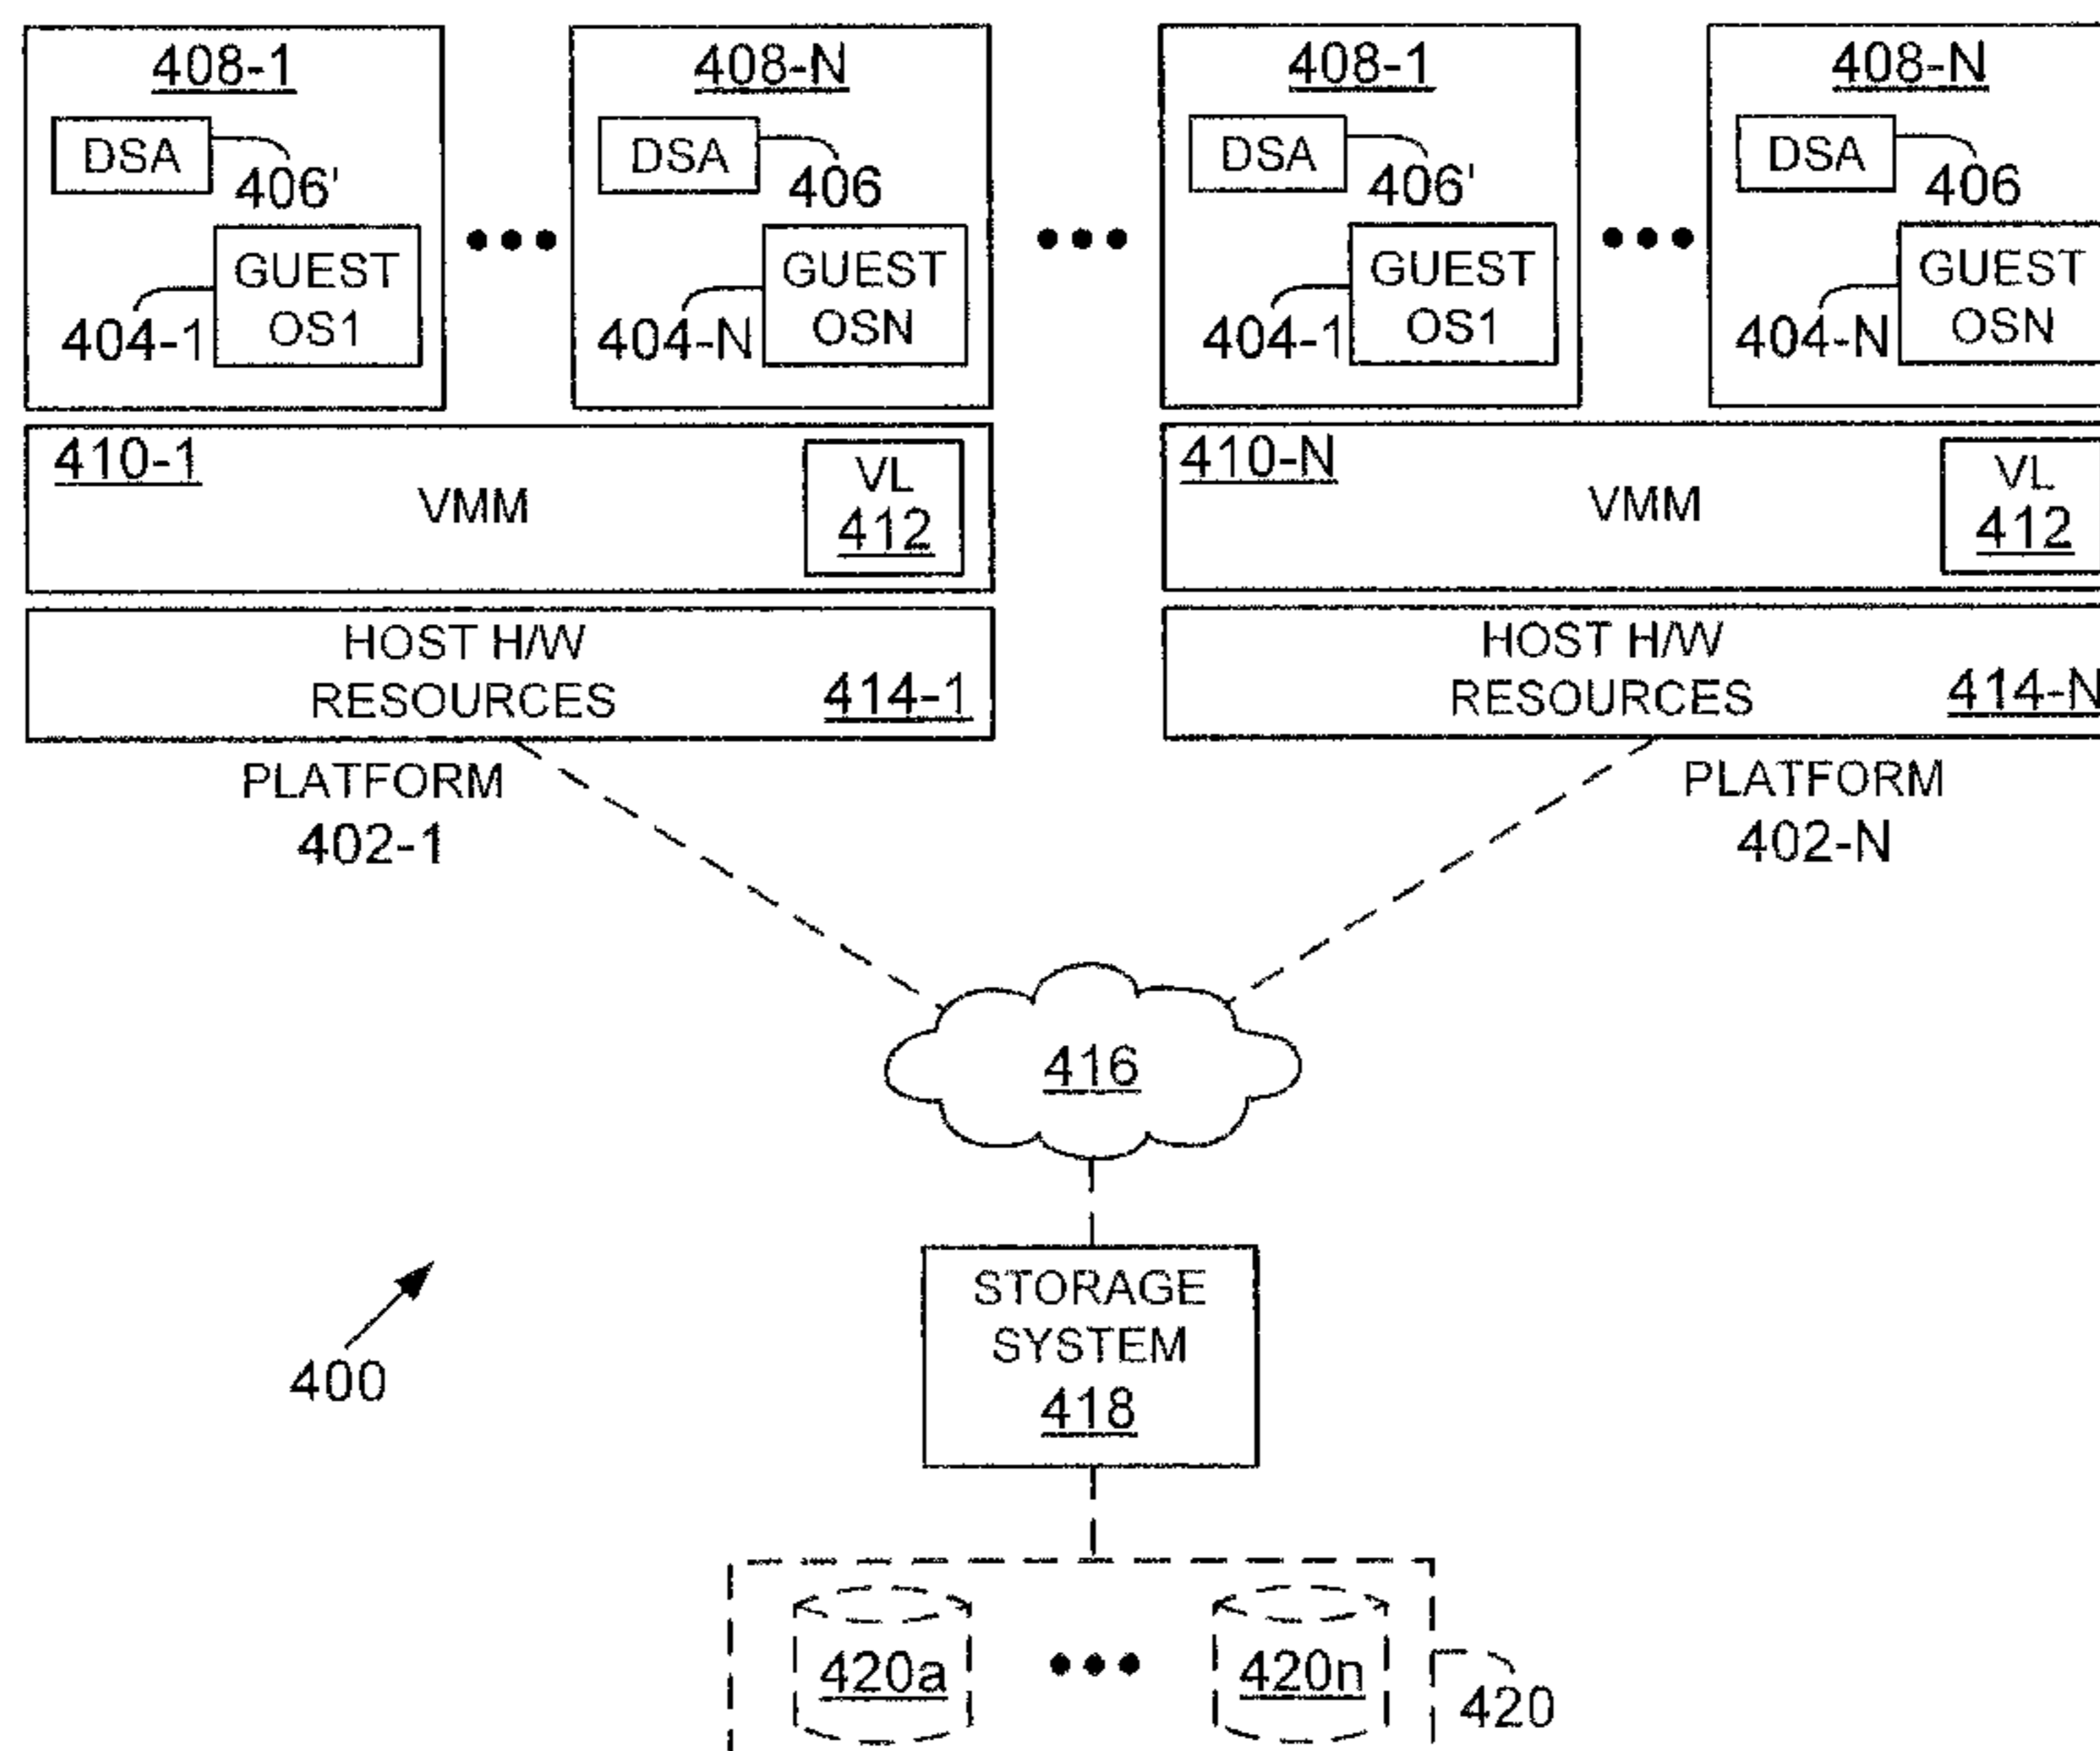 408-1
DSA
406'
GUEST
OS1
404-1
408-N
DSA
406
GUEST
OSN
404-N
408-1
DSA
406'
GUEST
OS1
404-1
408-N
DSA
406
GUEST
OSN
404-N
410-1
VMM
VL
412
410-N
VMM
VL
412
HOST H/W
RESOURCES
414-1
HOST H/W
RESOURCES
414-N
PLATFORM
402-1
PLATFORM
402-N
416
STORAGE
SYSTEM
418
400
420a
420n
420